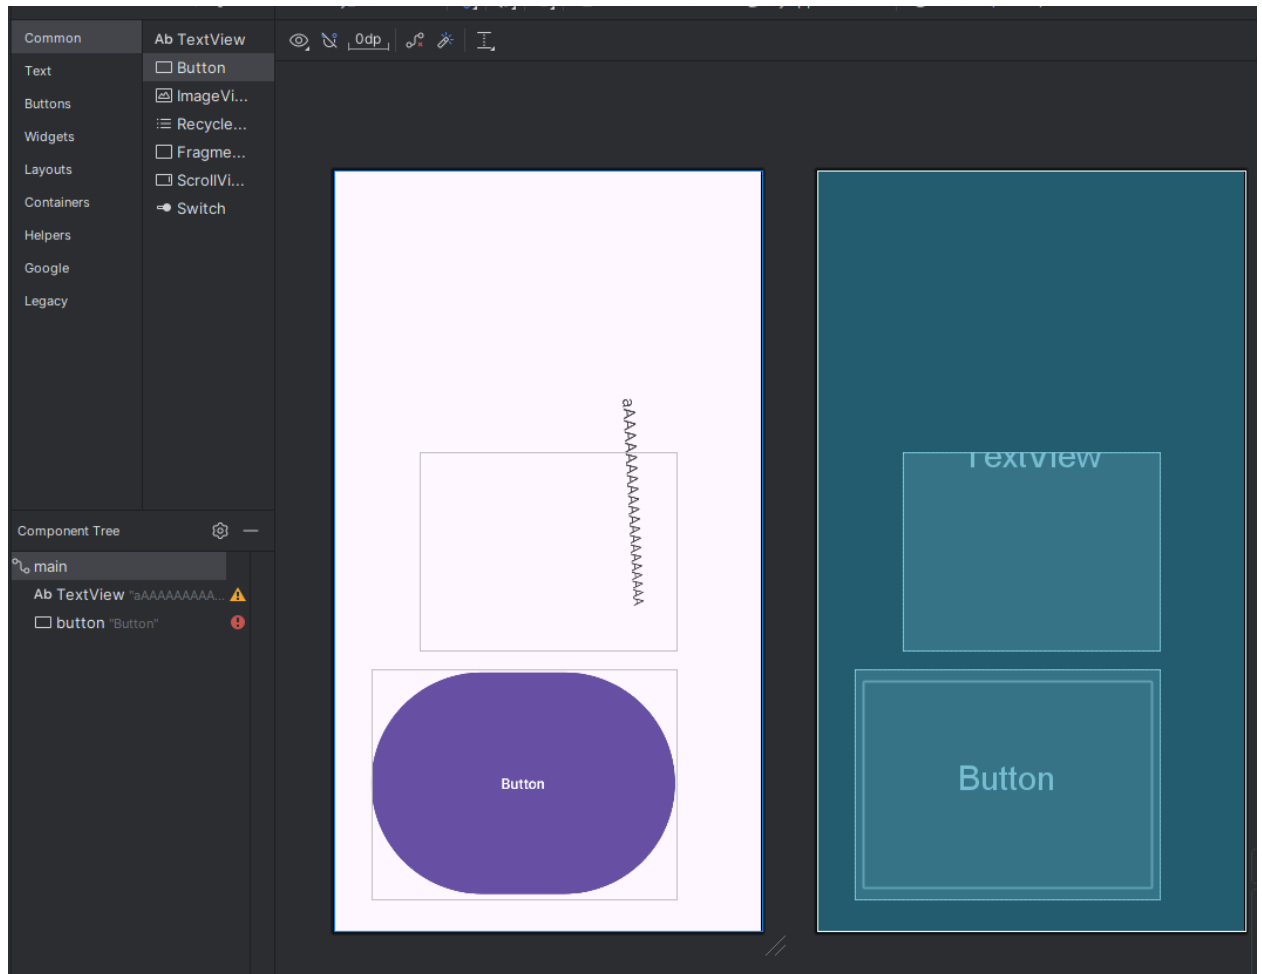 Common
Text
Buttons
Widgets
Layouts
Containers
Helpers
Google
Legacy
Ab TextView
Button
ImageVi...
Recycle...
Fragme...
ScrollVi...
Switch
0dp
Component Tree
main
Ab TextView "aAAAAAAAAA...
button "Button"
Button
TextView
Button